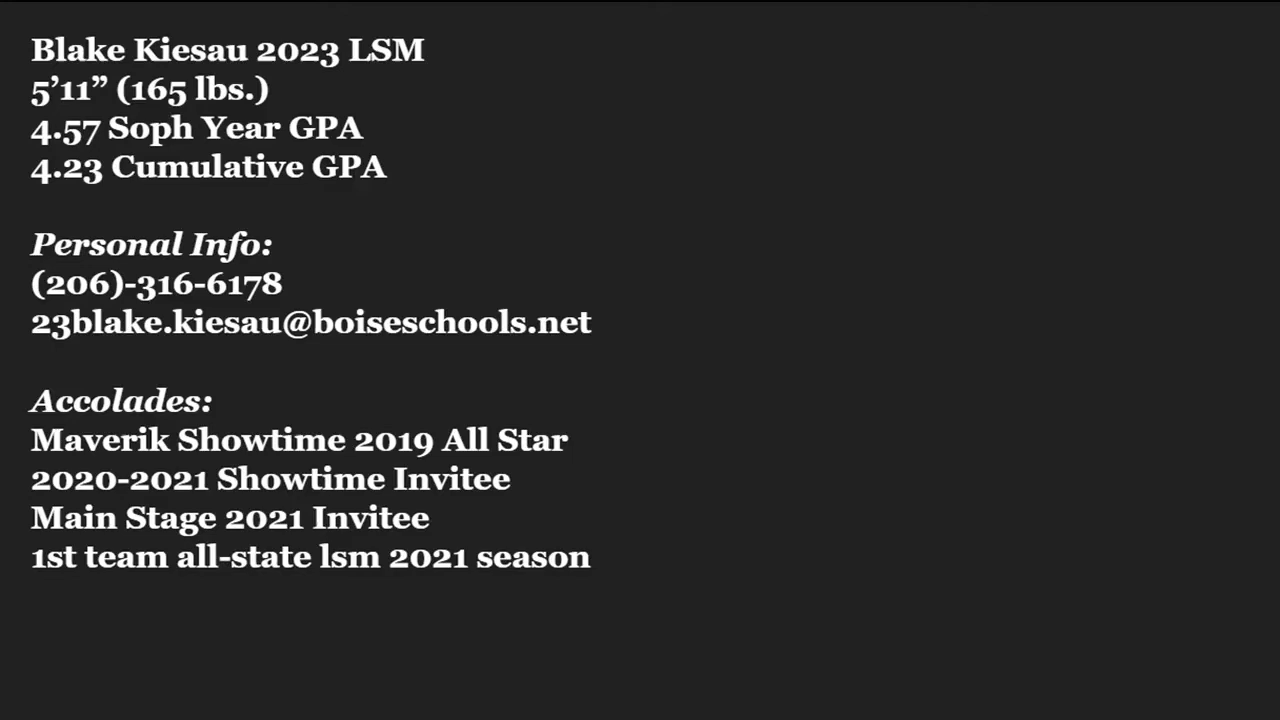 Blake Kiesau 2023 LSM
5’11” (165 lbs.)
4.57 Soph Year GPA
4.23 Cumulative GPA
Personal Info:
(206)-316-6178
23blake.kiesau@boiseschools.net
Accolades:
Maverik Showtime 2019 All Star
2020-2021 Showtime Invitee
Main Stage 2021 Invitee
1st team all-state lsm 2021 season